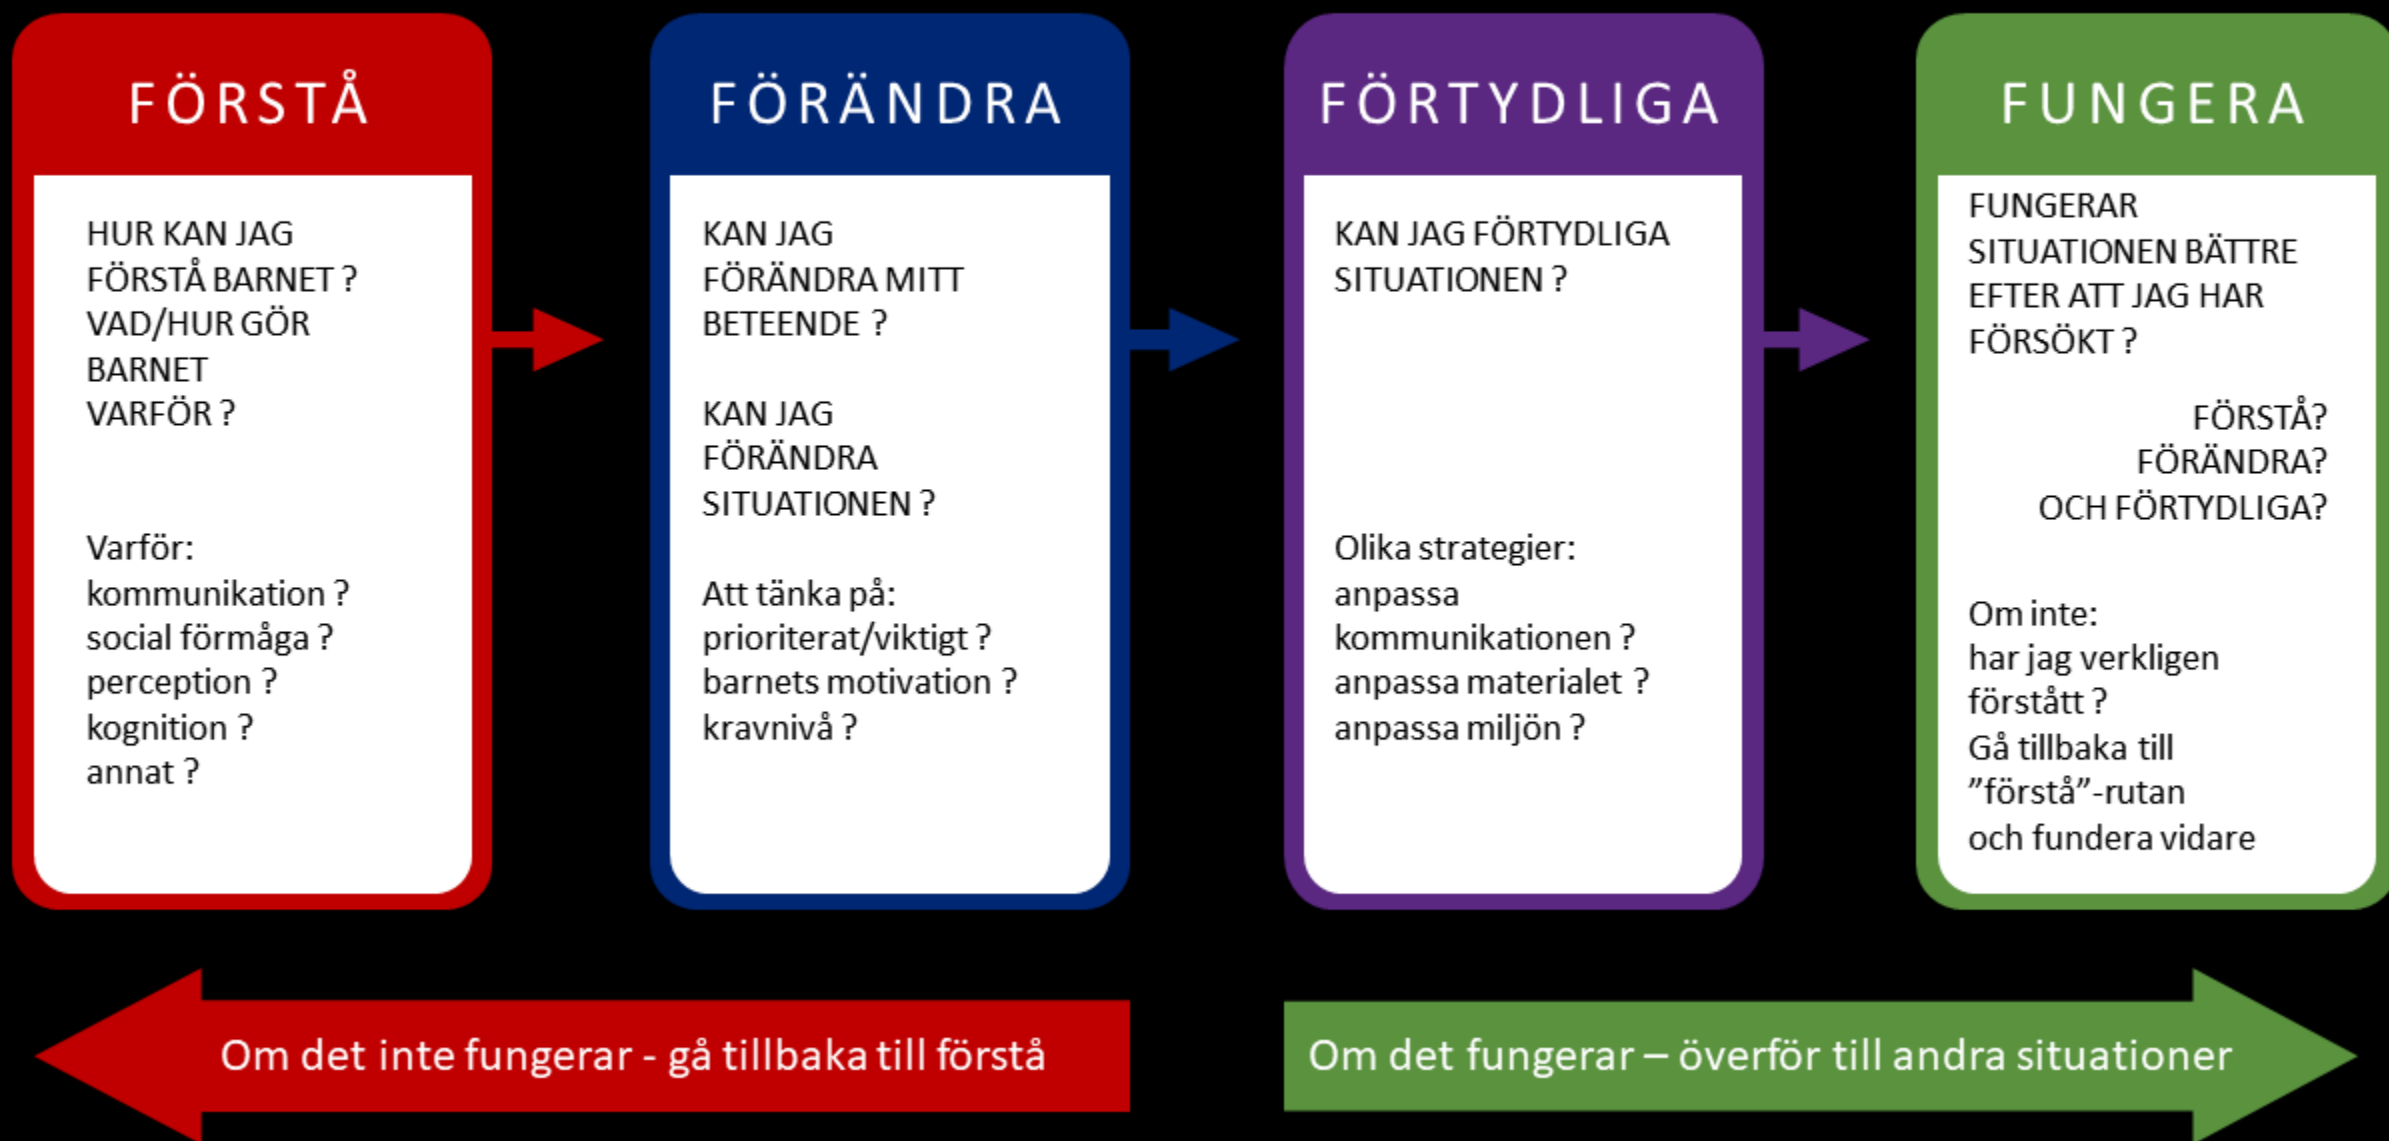 FÖRSTÅ
HUR KAN JAG
FÖRSTÅ BARNET ?
VAD/HUR GÖR
BARNET
VARFÖR ?
Varför:
kommunikation ?
social förmåga ?
perception ?
kognition ?
annat ?
FÖRÄNDRA
KAN JAG
FÖRÄNDRA MITT
BETEENDE ?
KAN JAG
FÖRÄNDRA
SITUATIONEN ?
Att tänka på:
prioriterat/viktigt ?
barnets motivation ?
kravnivå ?
FÖRTYDLIGA
KAN JAG FÖRTYDLIGA
SITUATIONEN ?
Olika strategier:
anpassa
kommunikationen ?
anpassa materialet ?
anpassa miljön ?
FUNGERA
FUNGERAR
SITUATIONEN BÄTTRE
EFTER ATT JAG HAR
FÖRSÖKT ?
FÖRSTÅ?
FÖRÄNDRA?
OCH FÖRTYDLIGA?
Om inte:
har jag verkligen
förstått ?
Gå tillbaka till
”förstå”-rutan
och fundera vidare
Om det inte fungerar - gå tillbaka till förstå
Om det fungerar – överför till andra situationer